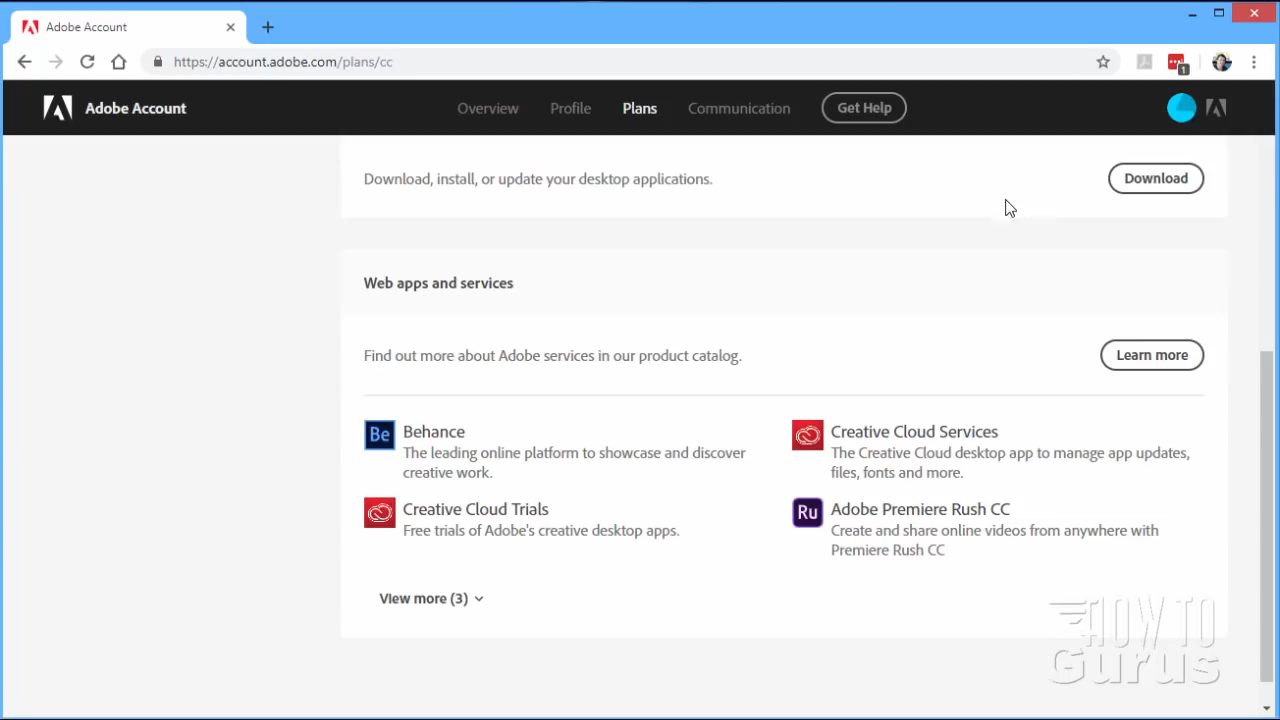 Adobe Account
https://account.adobe.com/plans/cc
1
Adobe Account
Overview
Profile
Plans
Communication
Get Help
Download, install, or update your desktop applications.
Download
Web apps and services
Find out more about Adobe services in our product catalog.
Learn more
Be
Behance
The leading online platform to showcase and discover
creative work.
Creative Cloud Services
The Creative Cloud desktop app to manage app updates,
files, fonts and more.
Creative Cloud Trials
Free trials of Adobe's creative desktop apps.
Ru
Adobe Premiere Rush CC
Create and share online videos from anywhere with
Premiere Rush CC
View more (3)
HOW TO
Gurus